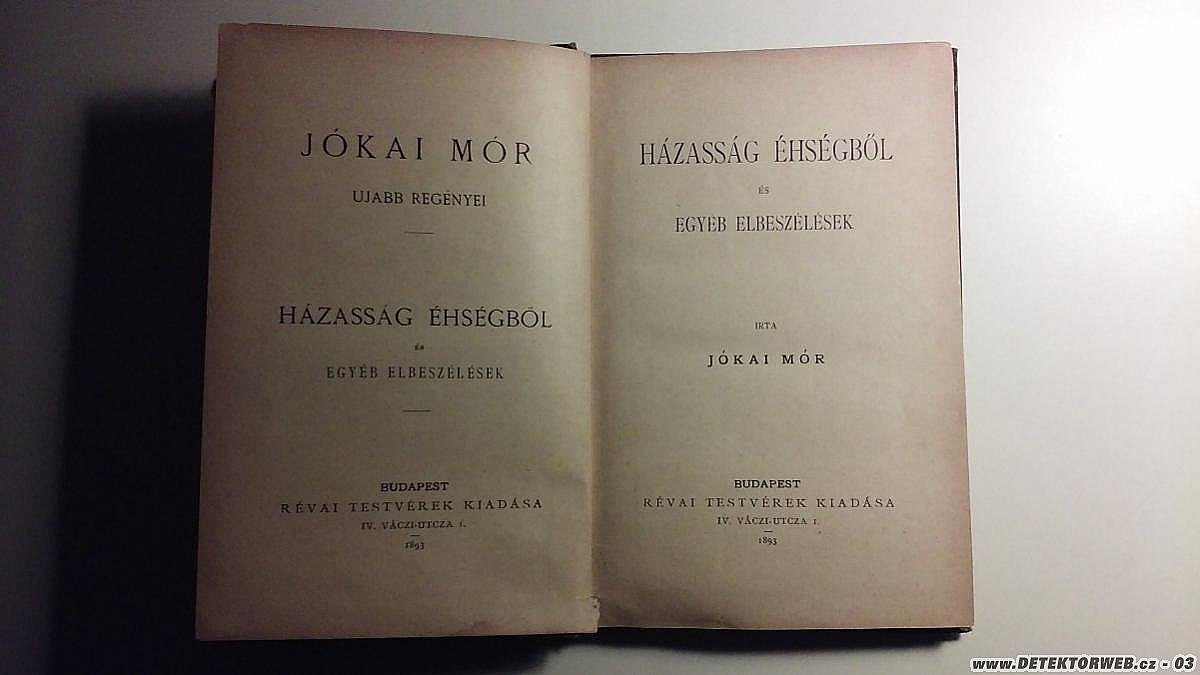 JÓKAI MÓR
UJABB REGÉNYEI
HÁZASSÁG ÉHSÉGBŐL
ÉS
EGYÉB ELBESZÉLÉSEK
BUDAPEST
RÉVAI TESTVÉREK KIADÁSA
IV. VÁCZI-UTCZA 1.
1893
HÁZASSÁG ÉHSÉGBŐL
ÉS
EGYÉB ELBESZÉLÉSEK
IRTA
JÓKAI MÓR
BUDAPEST
RÉVAI TESTVÉREK KIADÁSA
IV. VÁCZI-UTCZA 1.
1893
www.DETEKTORWEB.cz - 03